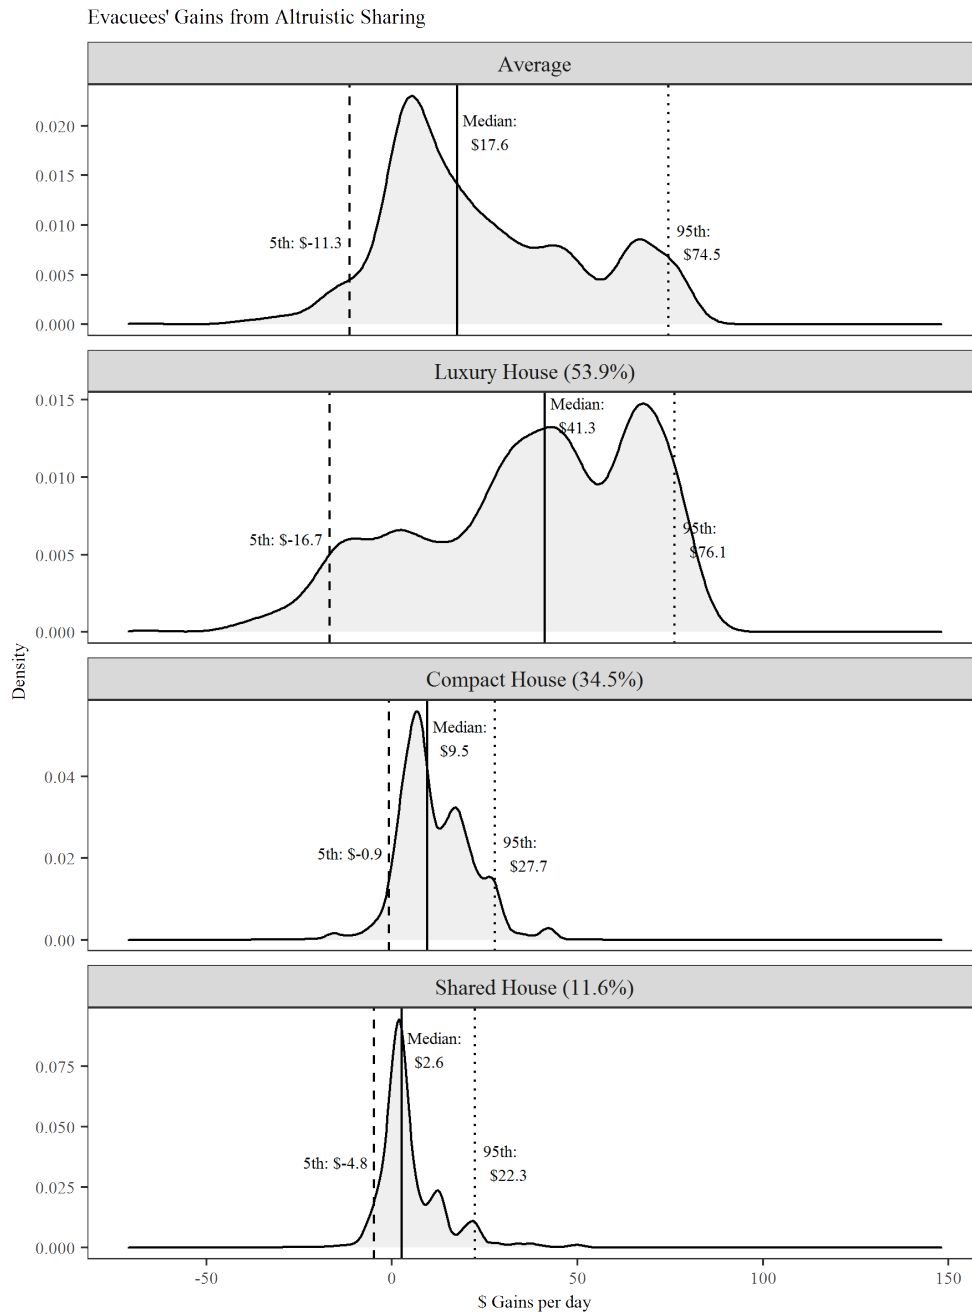 Evacuees' Gains from Altruistic Sharing
Average
Median:
$17.6
5th: $-11.3
95th:
$74.5
0.020
0.015
0.010
0.005
0.000
Luxury House (53.9%)
Median:
$41.3
5th: $-16.7
95th:
$76.1
0.015
0.010
0.005
0.000
Density
Compact House (34.5%)
Median:
$9.5
5th: $-0.9
95th:
$27.7
0.04
0.02
0.00
Shared House (11.6%)
Median:
$2.6
5th: $-4.8
95th:
$22.3
0.075
0.050
0.025
0.000
-50
0
50
100
150
$ Gains per day